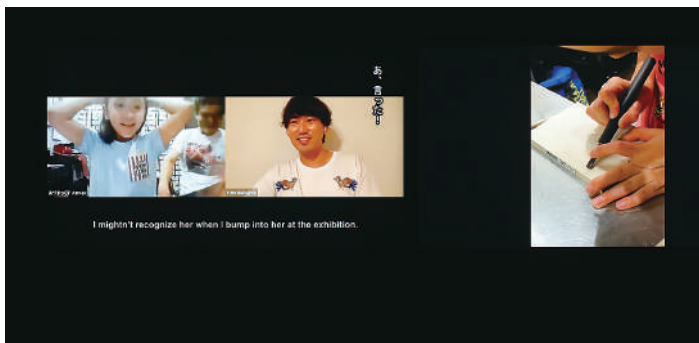 あ、言った!
I mightn't recognize her when I bump into her at the exhibition.